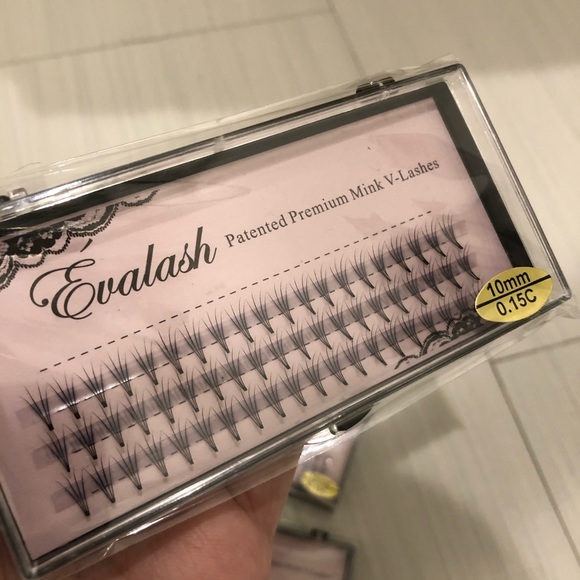 Évalash
Patented Premium Mink V-Lashes
10mm
0.15C